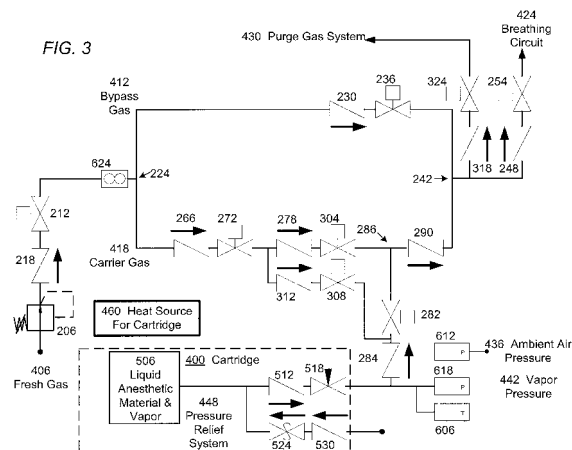 FIG. 3
430 Purge Gas System
424
Breathing
Circuit
412
Bypass
Gas
230
236
324
254
318
248
624
224
242
212
218
206
406
Fresh Gas
418
Carrier Gas
266
272
278
304
286
290
312
308
282
284
460 Heat Source
For Cartridge
506
Liquid
Anesthetic
Material &
Vapor
400 Cartridge
448
Pressure
Relief
System
512
518
524
530
612
P
436 Ambient Air
Pressure
618
P
442 Vapor
Pressure
T
606